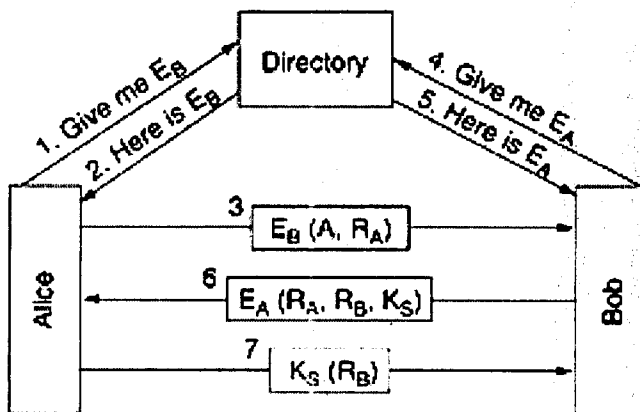 Directory
1. Give me E_B
2. Here is E_B
4. Give me E_A
5. Here is E_A
Alice
3
E_B (A, R_A)
6
E_A (R_A, R_B, K_S)
7
K_S (R_B)
Bob